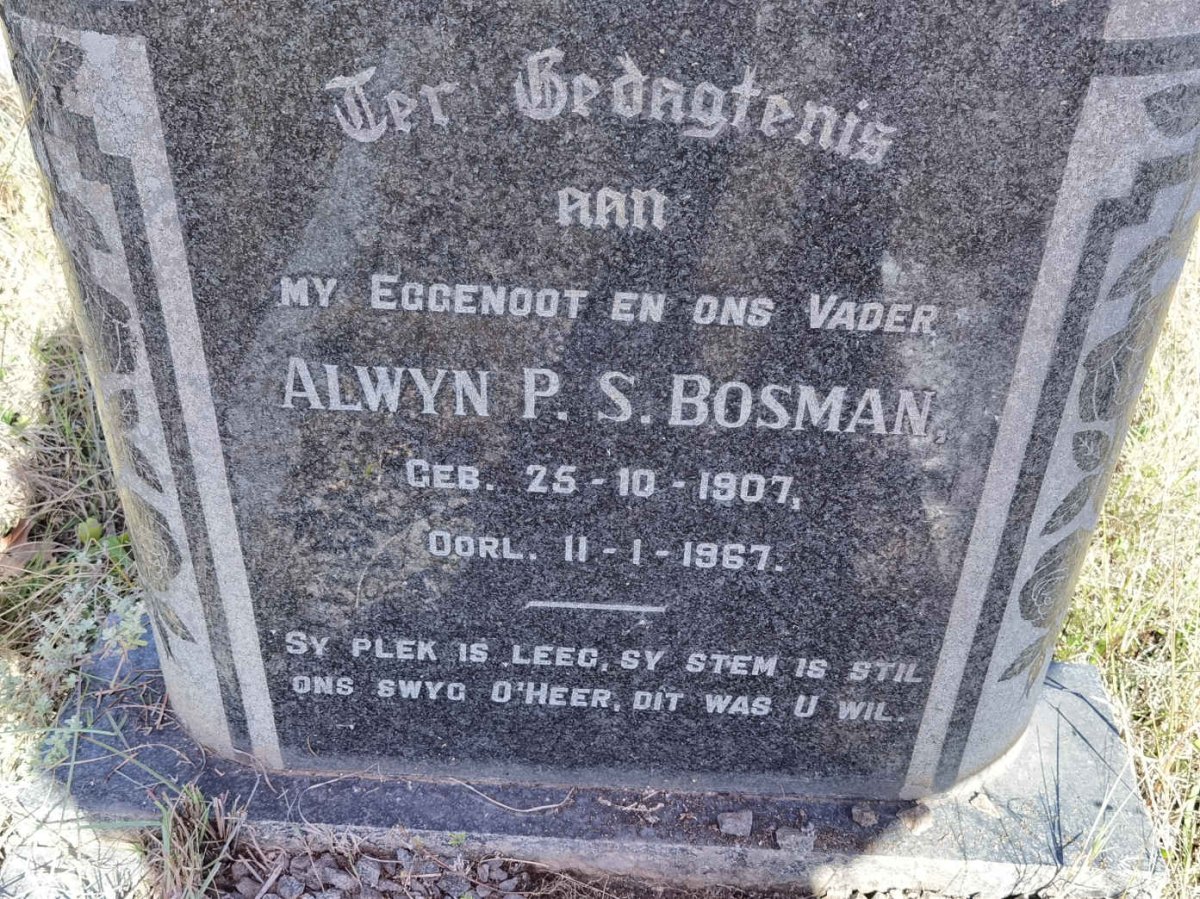 Ter Gedagtenis
aan
MY EGGENOOT EN ONS VADER
ALWYN P. S. BOSMAN,
GEB. 25-10-1907,
OORL. 11-1-1967.
SY PLEK IS LEEG, SY STEM IS STIL
ONS SWYG O'HEER, DIT WAS U WIL.